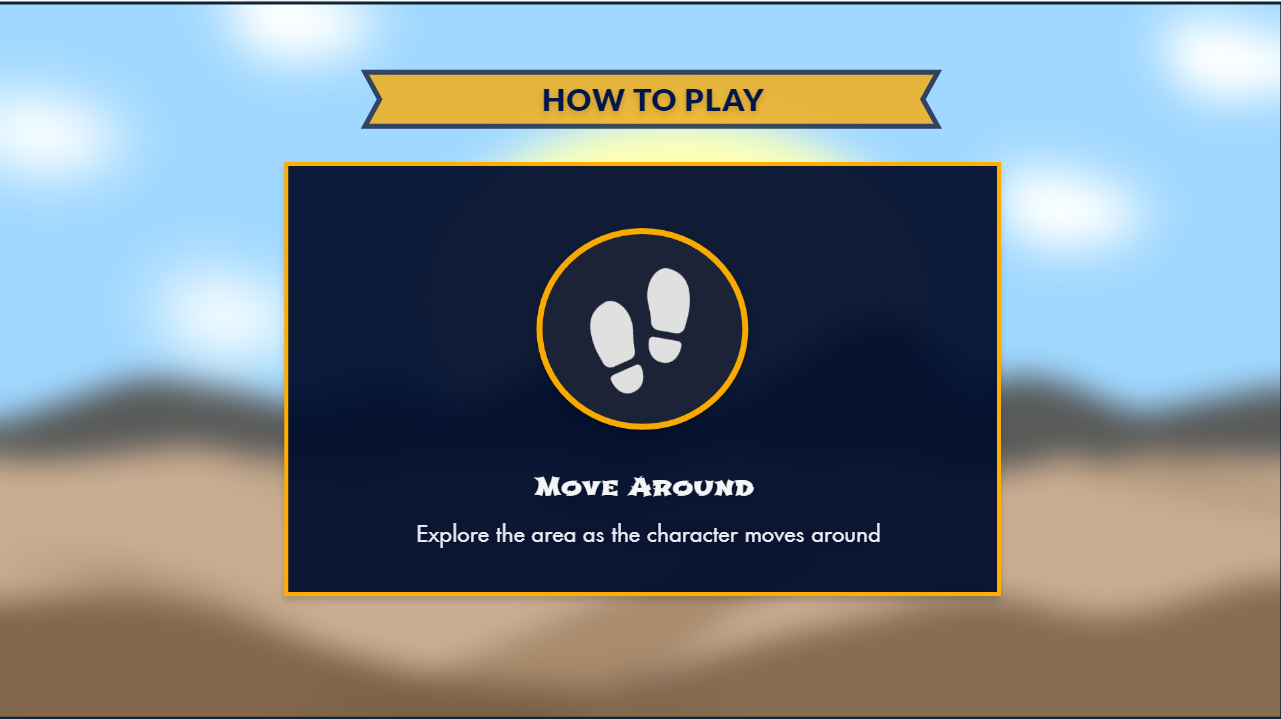 HOW TO PLAY
Move Around
Explore the area as the character moves around